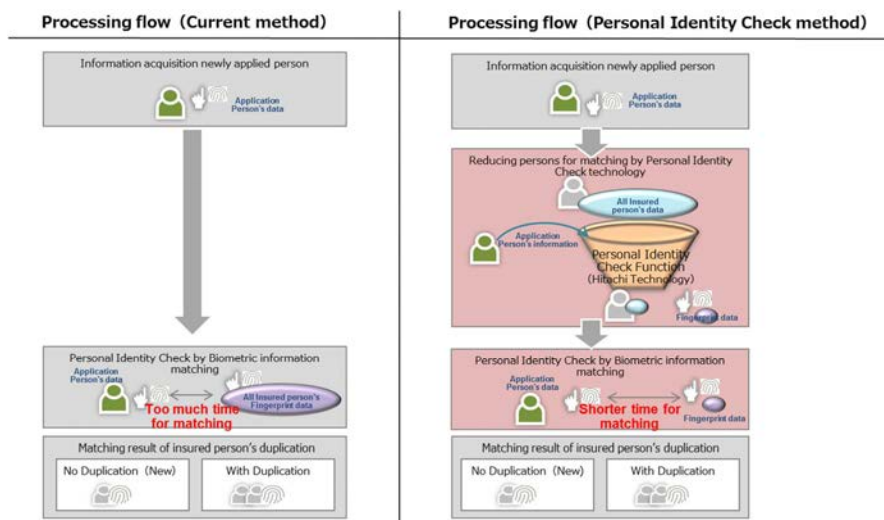 Processing flow（Current method）
Information acquisition newly applied person
Application
Person's data
Personal Identity Check by Biometric information
matching
Application
Person's data
All Insured person's
Fingerprint data
Too much time
for matching
Matching result of insured person's duplication
No Duplication（New）
With Duplication
Processing flow（Personal Identity Check method）
Information acquisition newly applied person
Application
Person's data
Reducing persons for matching by Personal Identity
Check technology
All Insured
person's data
Application
Person's information
Personal Identity
Check Function
（Hitachi Technology）
Fingerprint data
Personal Identity Check by Biometric information
matching
Application
Person's data
Shorter time for
matching
Fingerprint data
Matching result of insured person's duplication
No Duplication（New）
With Duplication